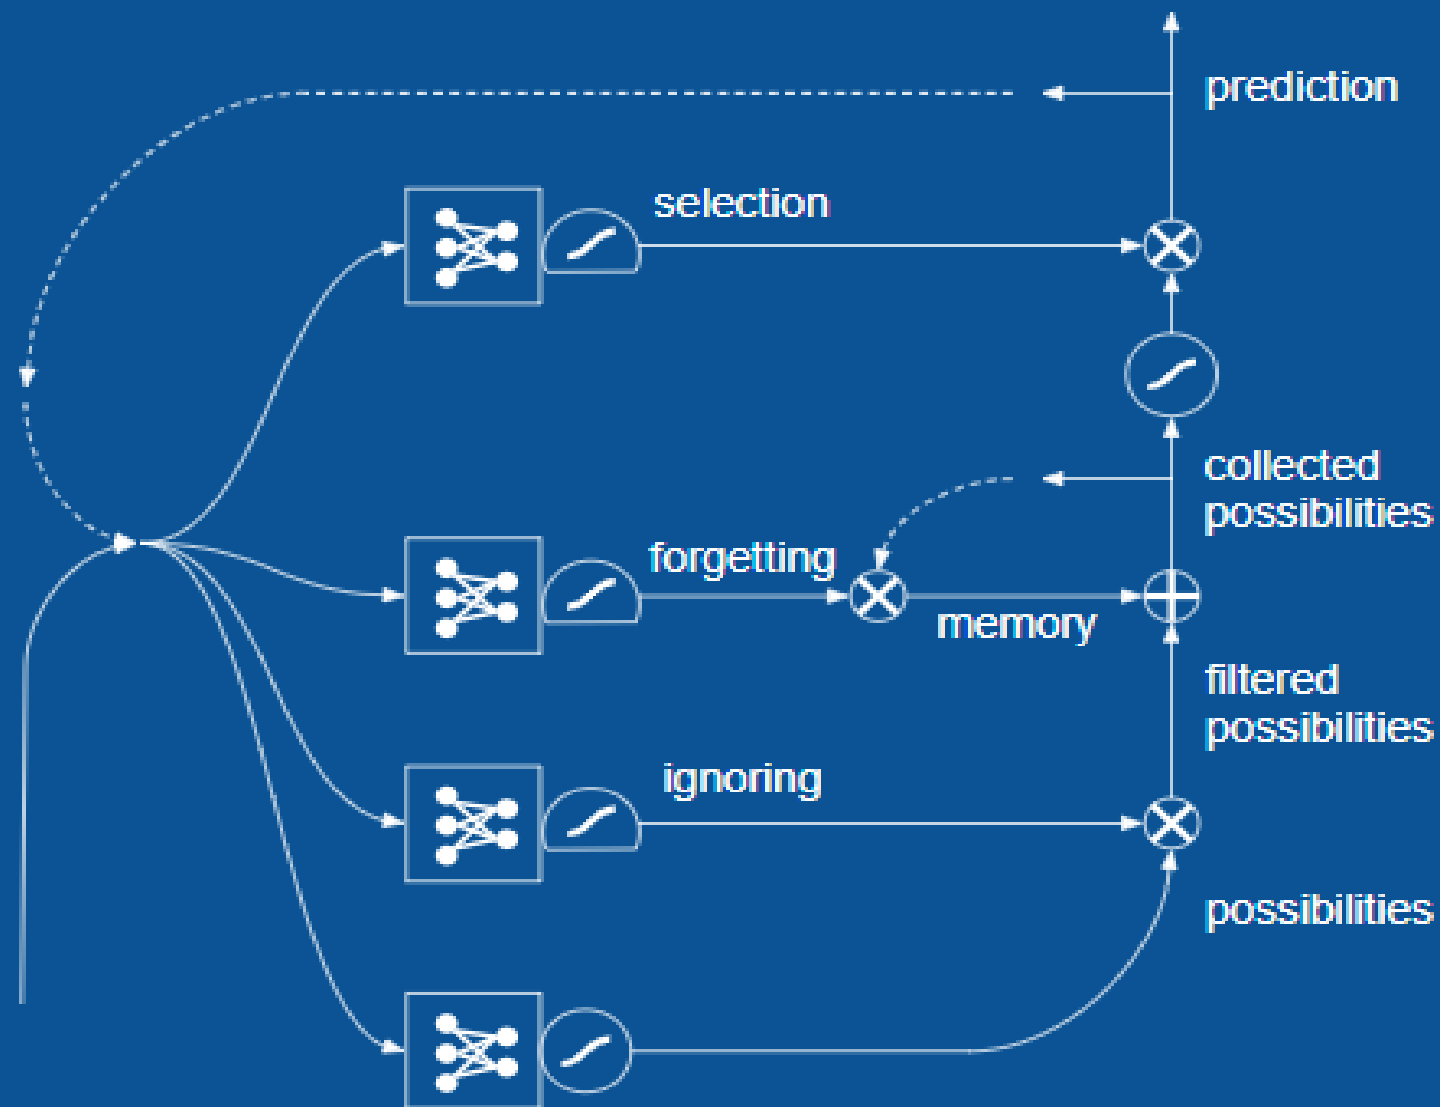 prediction
selection
collected
possibilities
forgetting
memory
filtered
possibilities
ignoring
possibilities